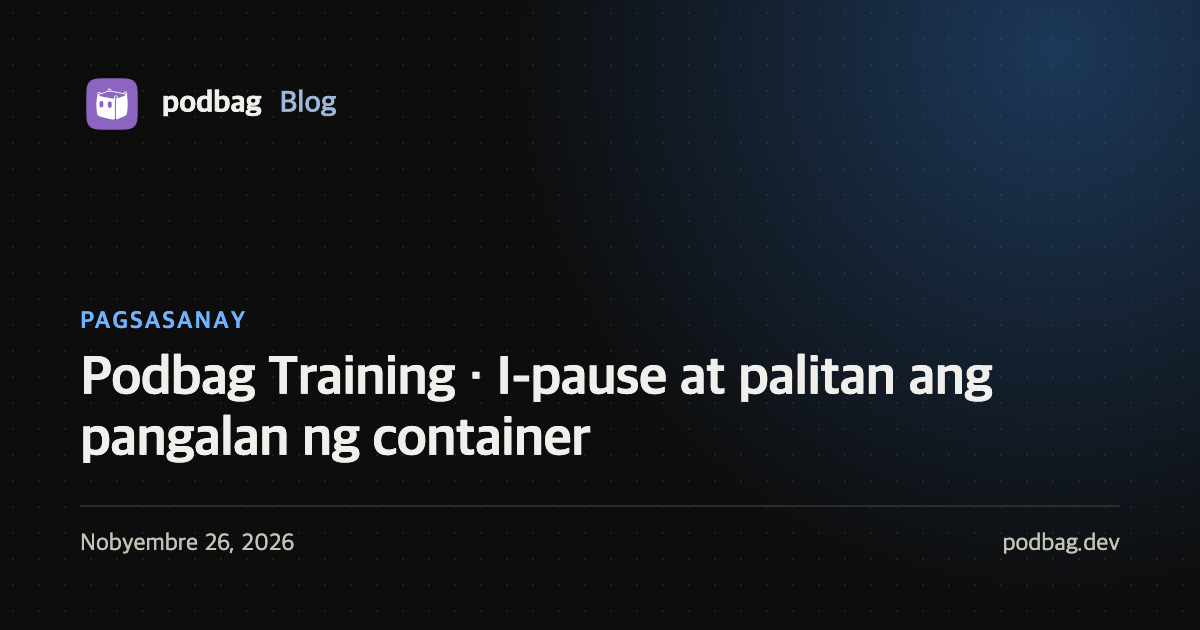 podbag Blog
PAGSASANAY
Podbag Training · I-pause at palitan ang
pangalan ng container
Nobyembre 26, 2026
podbag.dev